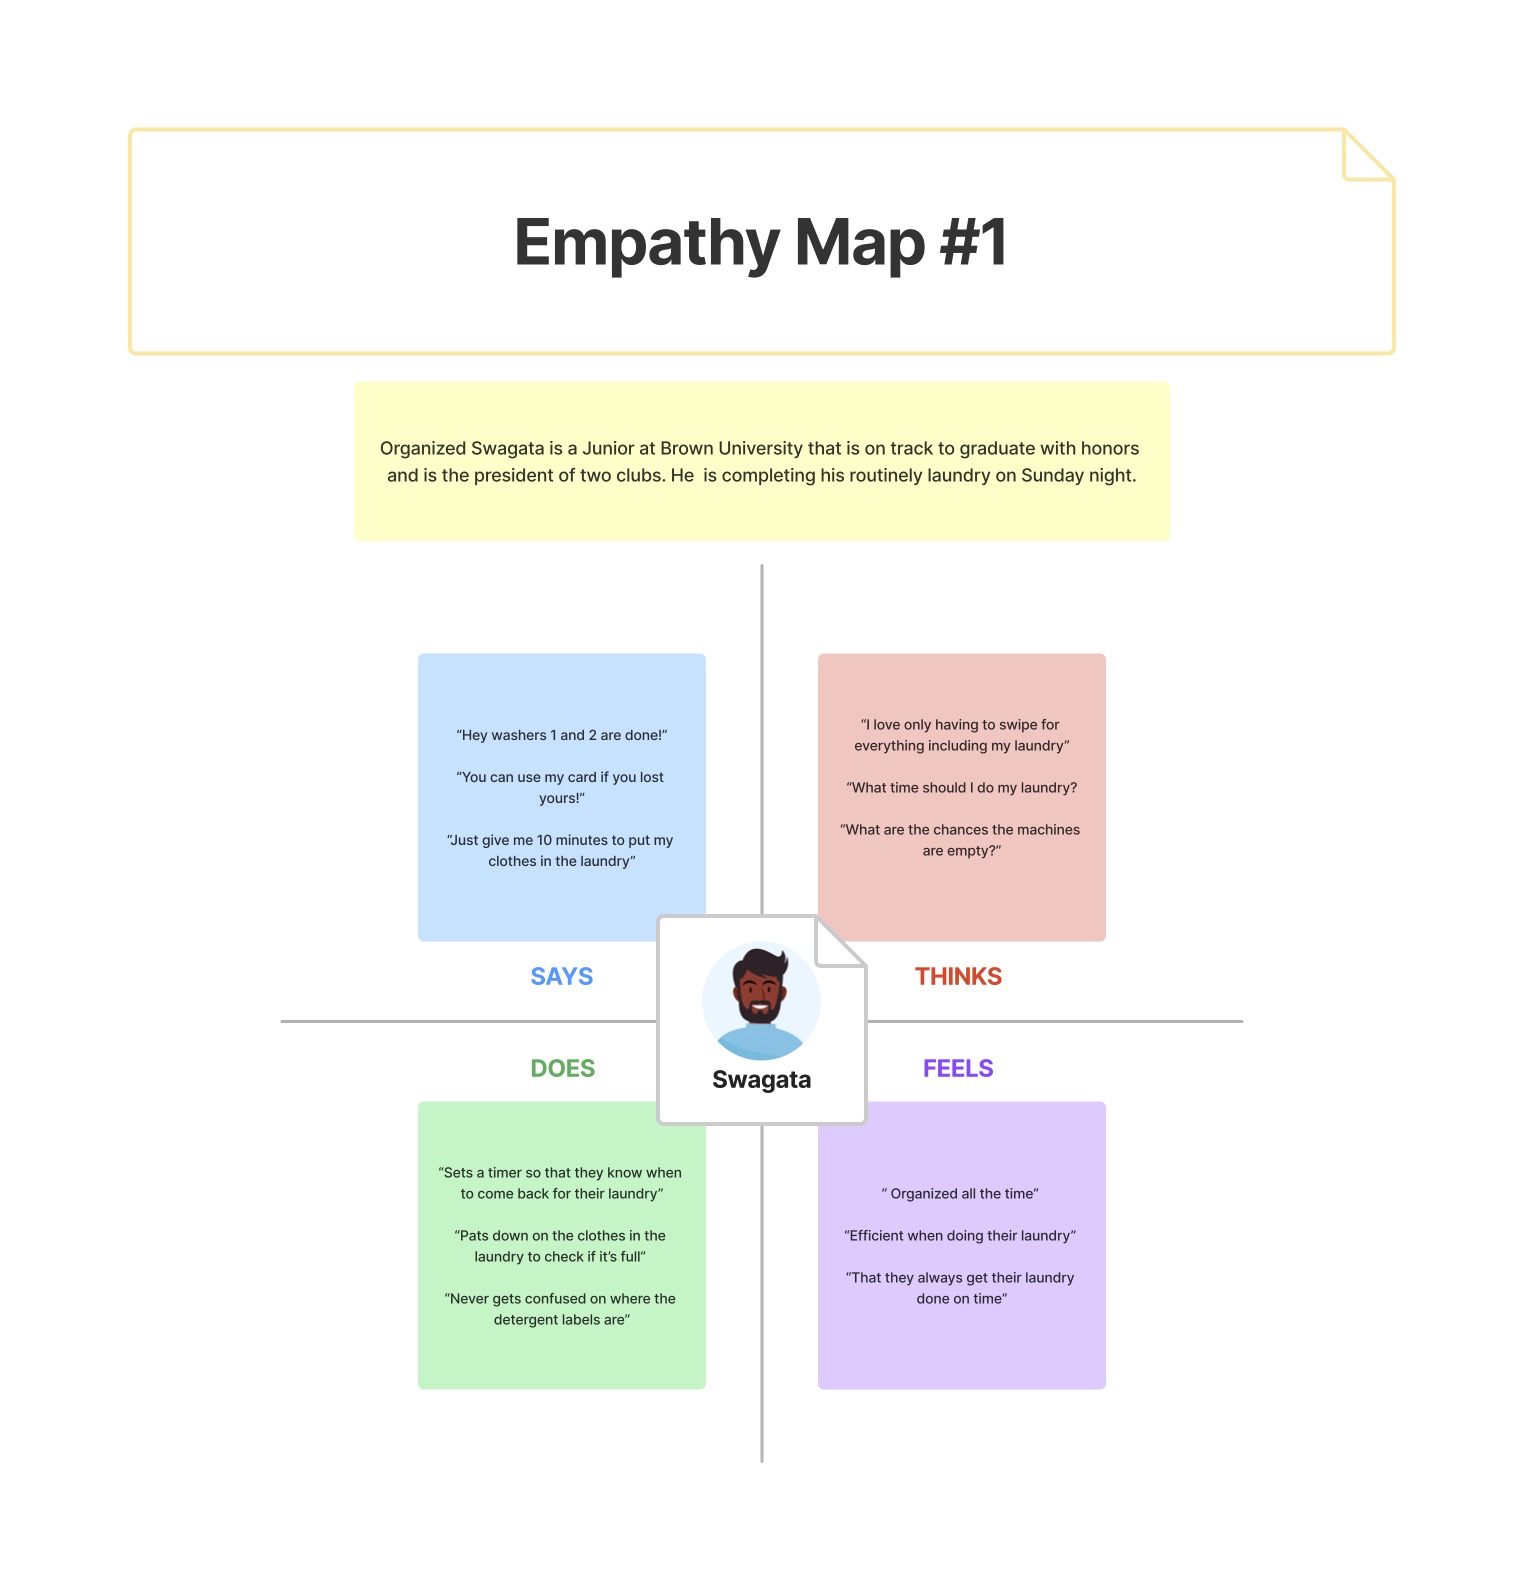 Empathy Map #1
Organized Swagata is a Junior at Brown University that is on track to graduate with honors
and is the president of two clubs. He  is completing his routinely laundry on Sunday night.
“Hey washers 1 and 2 are done!”
“You can use my card if you lost
yours!”
“Just give me 10 minutes to put my
clothes in the laundry”
SAYS
“I love only having to swipe for
everything including my laundry”
“What time should I do my laundry?
“What are the chances the machines
are empty?”
THINKS
Swagata
DOES
“Sets a timer so that they know when
to come back for their laundry”
“Pats down on the clothes in the
laundry to check if it’s full”
“Never gets confused on where the
detergent labels are”
FEELS
“ Organized all the time”
“Efficient when doing their laundry”
“That they always get their laundry
done on time”